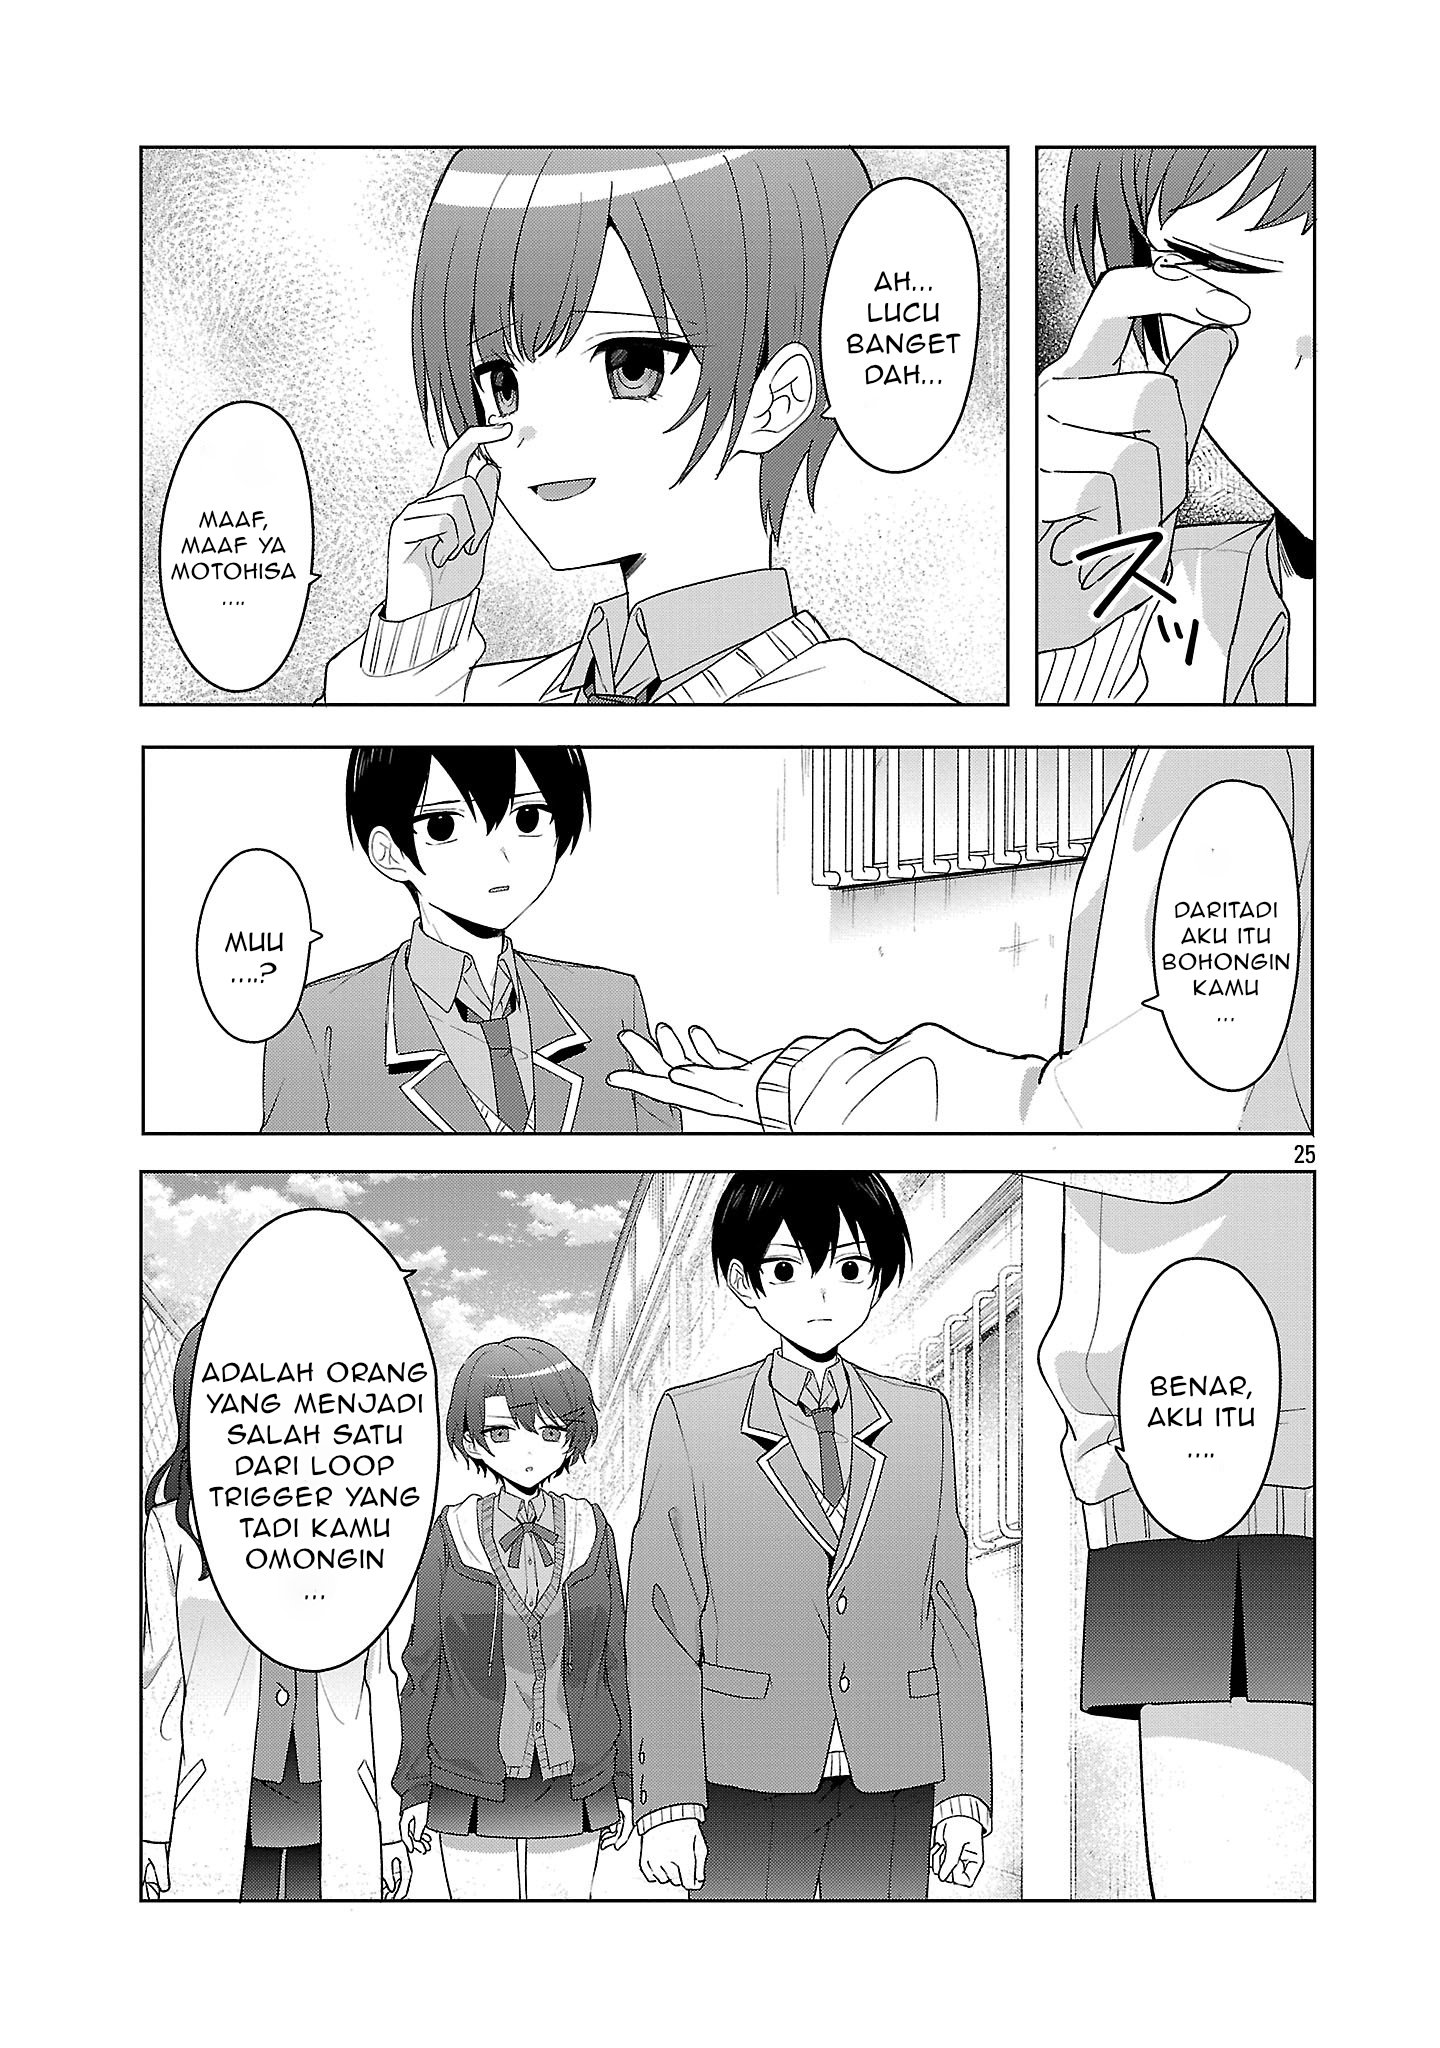 スッ
AH...
LUCU
BANGET
DAH...
MAAF,
MAAF YA
MOTOHISA
....
DARITADI
AKU ITU
BOHONGIN
KAMU
...
MUU
....?
25
BENAR,
AKU ITU
....
ADALAH ORANG
YANG MENJADI
SALAH SATU
DARI LOOP
TRIGGER YANG
TADI KAMU
OMONGIN
...